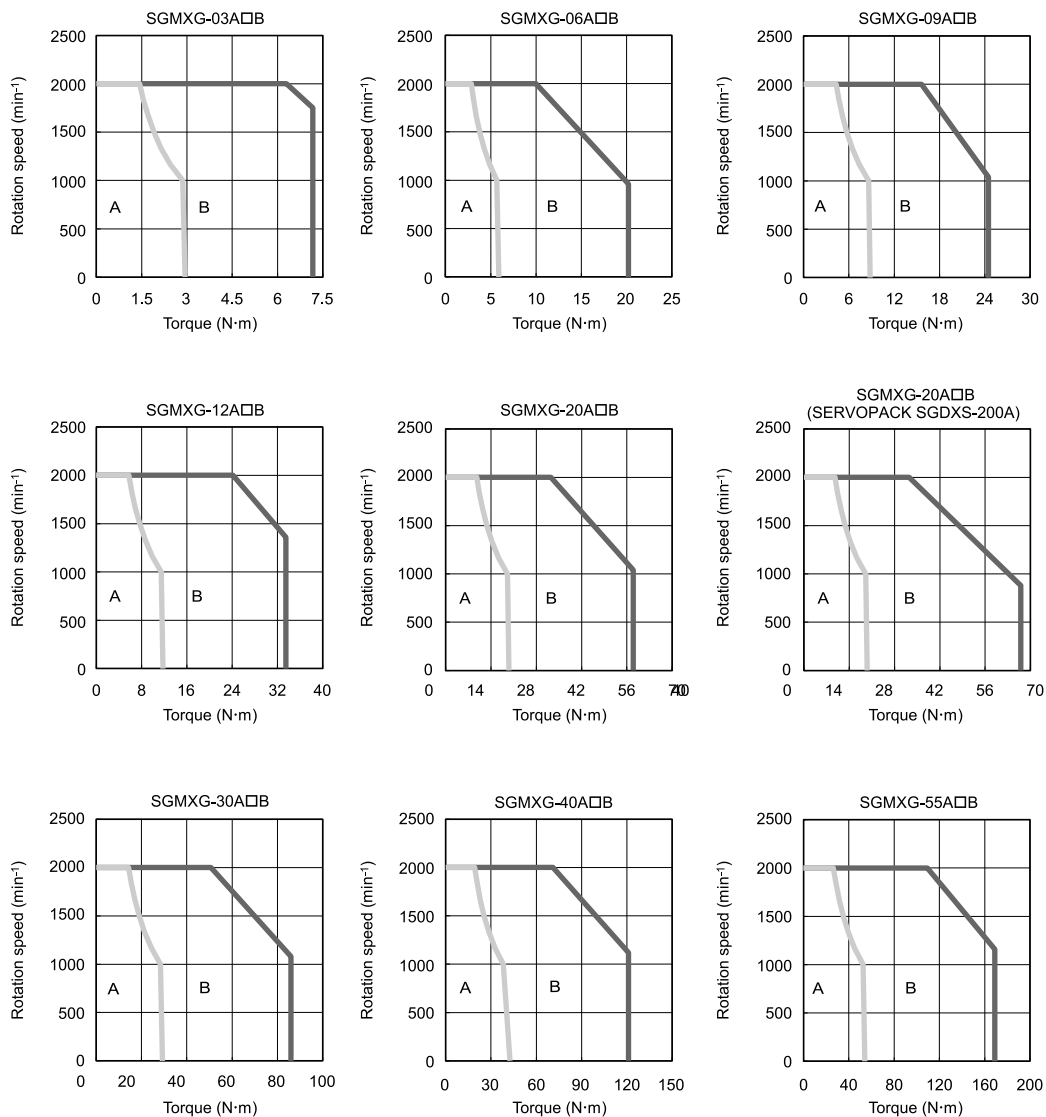 SGMXG-03A□B
2500
2000
1500
1000
500
0
Rotation speed (min⁻¹)
A
B
0 1.5 3 4.5 6 7.5
Torque (N·m)
SGMXG-06A□B
2500
2000
1500
1000
500
0
Rotation speed (min⁻¹)
A
B
0 5 10 15 20 25
Torque (N·m)
SGMXG-09A□B
2500
2000
1500
1000
500
0
Rotation speed (min⁻¹)
A
B
0 6 12 18 24 30
Torque (N·m)
SGMXG-12A□B
2500
2000
1500
1000
500
0
Rotation speed (min⁻¹)
A
B
0 8 16 24 32 40
Torque (N·m)
SGMXG-20A□B
2500
2000
1500
1000
500
0
Rotation speed (min⁻¹)
A
B
0 14 28 42 56
Torque (N·m)
SGMXG-20A□B
(SERVOPACK SGDXS-200A)
2500
2000
1500
1000
500
0
Rotation speed (min⁻¹)
A
B
0 14 28 42 56 70
Torque (N·m)
SGMXG-30A□B
2500
2000
1500
1000
500
0
Rotation speed (min⁻¹)
A
B
0 20 40 60 80 100
Torque (N·m)
SGMXG-40A□B
2500
2000
1500
1000
500
0
Rotation speed (min⁻¹)
A
B
0 30 60 90 120 150
Torque (N·m)
SGMXG-55A□B
2500
2000
1500
1000
500
0
Rotation speed (min⁻¹)
A
B
0 40 80 120 160 200
Torque (N·m)